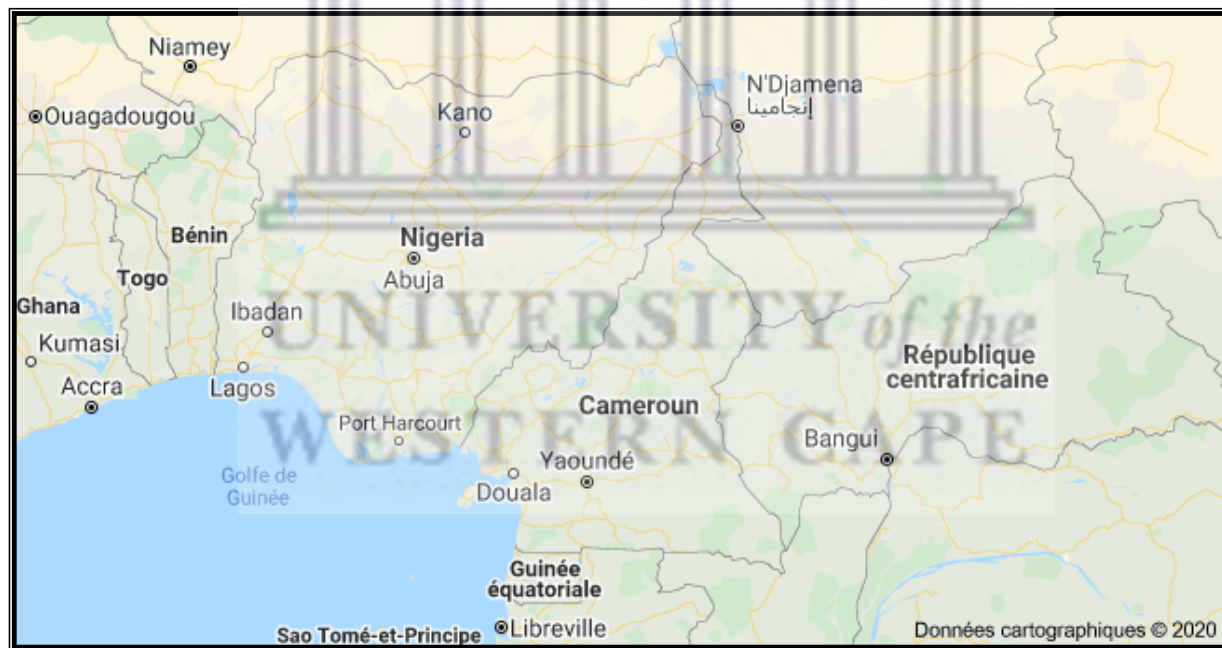 Niamey
N'Djamena
إنجامينا
Ouagadougou
Kano
Bénin
Nigeria
Togo
Abuja
Ghana
Ibadan
UNIVERSITY of the
République
centrafricaine
Kumasi
Accra
Lagos
Cameroun
Port Harcourt
WESTERN CAPE
Bangui
Yaoundé
Golfe de
Guinée
Douala
Guinée
équatoriale
Sao Tomé-et-Principe
Libreville
Données cartographiques © 2020